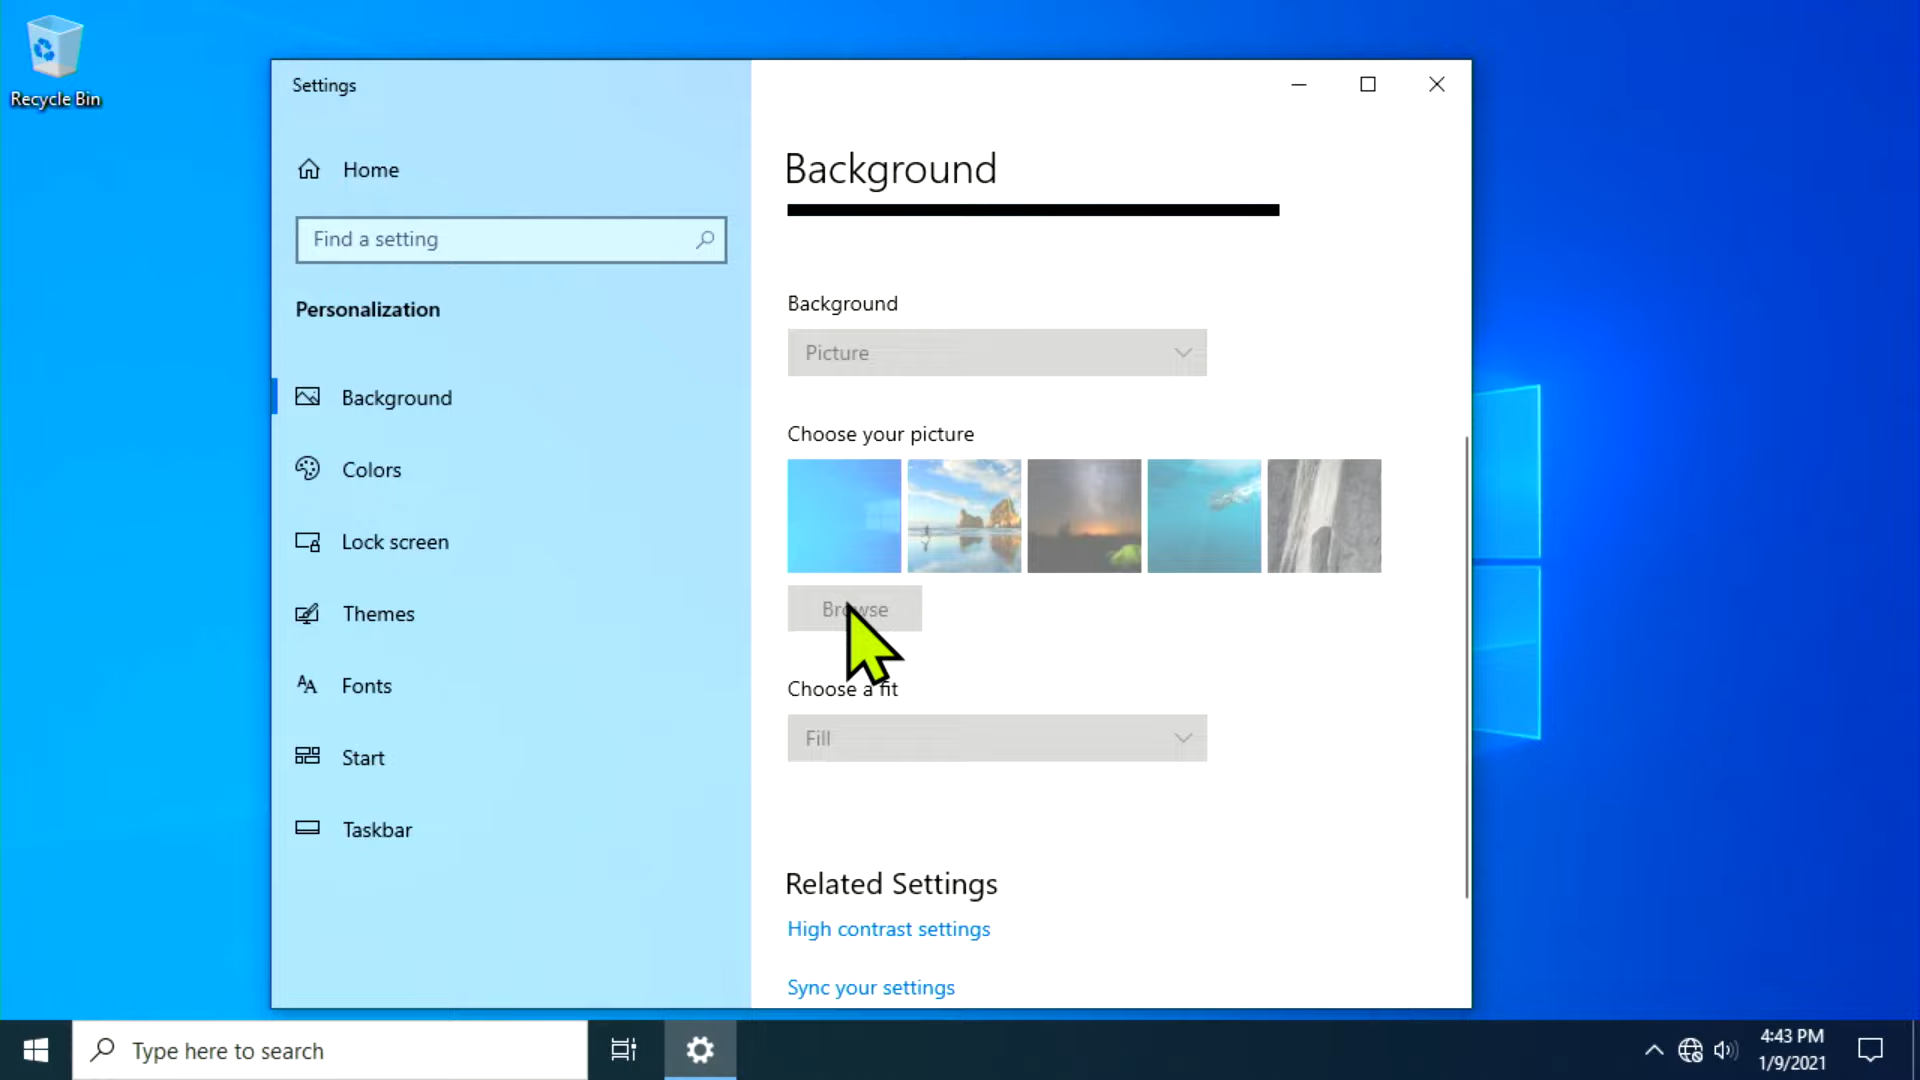 Recycle Bin
Settings
Home
Find a setting
Personalization
Background
Colors
Lock screen
Themes
Fonts
Start
Taskbar
Background
Background
Picture
Choose your picture
Browse
Choose a fit
Fill
Related Settings
High contrast settings
Sync your settings
Type here to search
4:43 PM
1/9/2021